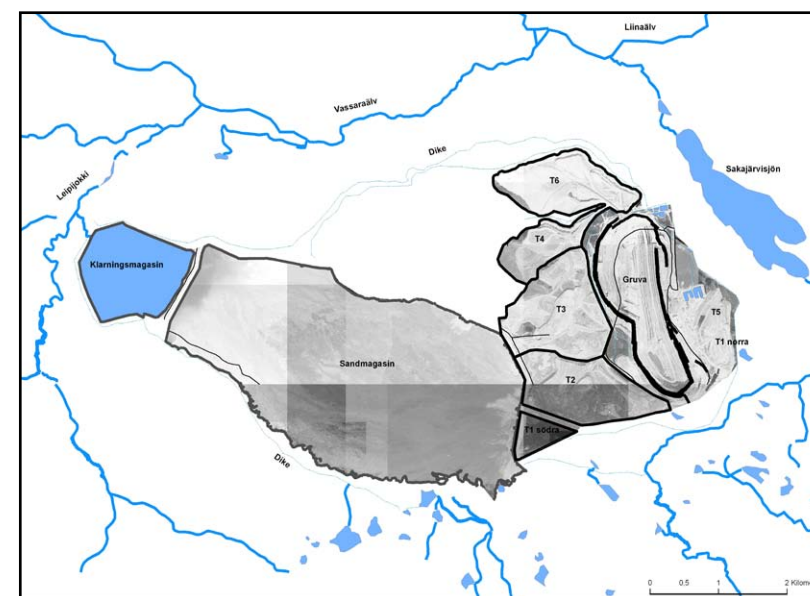 Liinaälv
Vassaraälv
Dike
Sakajärvisjön
Leipijokki
T6
T4
Klarningsmagasin
Gruva
T3
T5
T1 norra
Sandmagasin
T2
T1 södra
Dike
0 0.5 1 2 Kilome